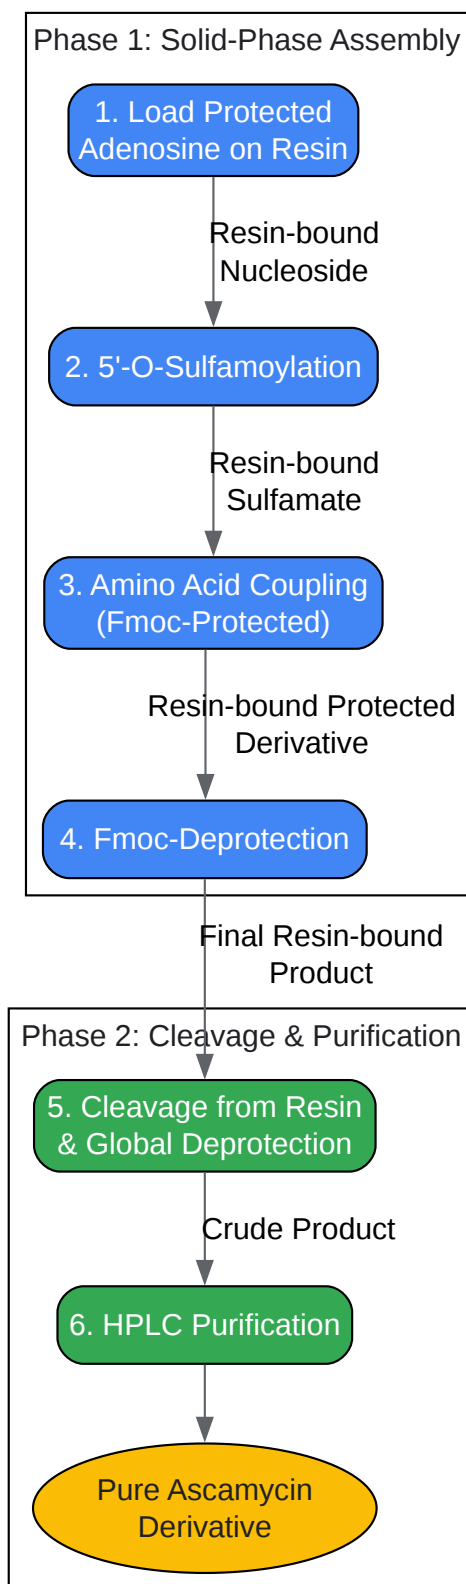 Phase 1: Solid-Phase Assembly
1. Load Protected
Adenosine on Resin
Resin-bound
Nucleoside
2. 5'-O-Sulfamoylation
Resin-bound
Sulfamate
3. Amino Acid Coupling
(Fmoc-Protected)
Resin-bound Protected
Derivative
4. Fmoc-Deprotection
Final Resin-bound
Product
Phase 2: Cleavage & Purification
5. Cleavage from Resin
& Global Deprotection
Crude Product
6. HPLC Purification
Pure Ascamycin
Derivative